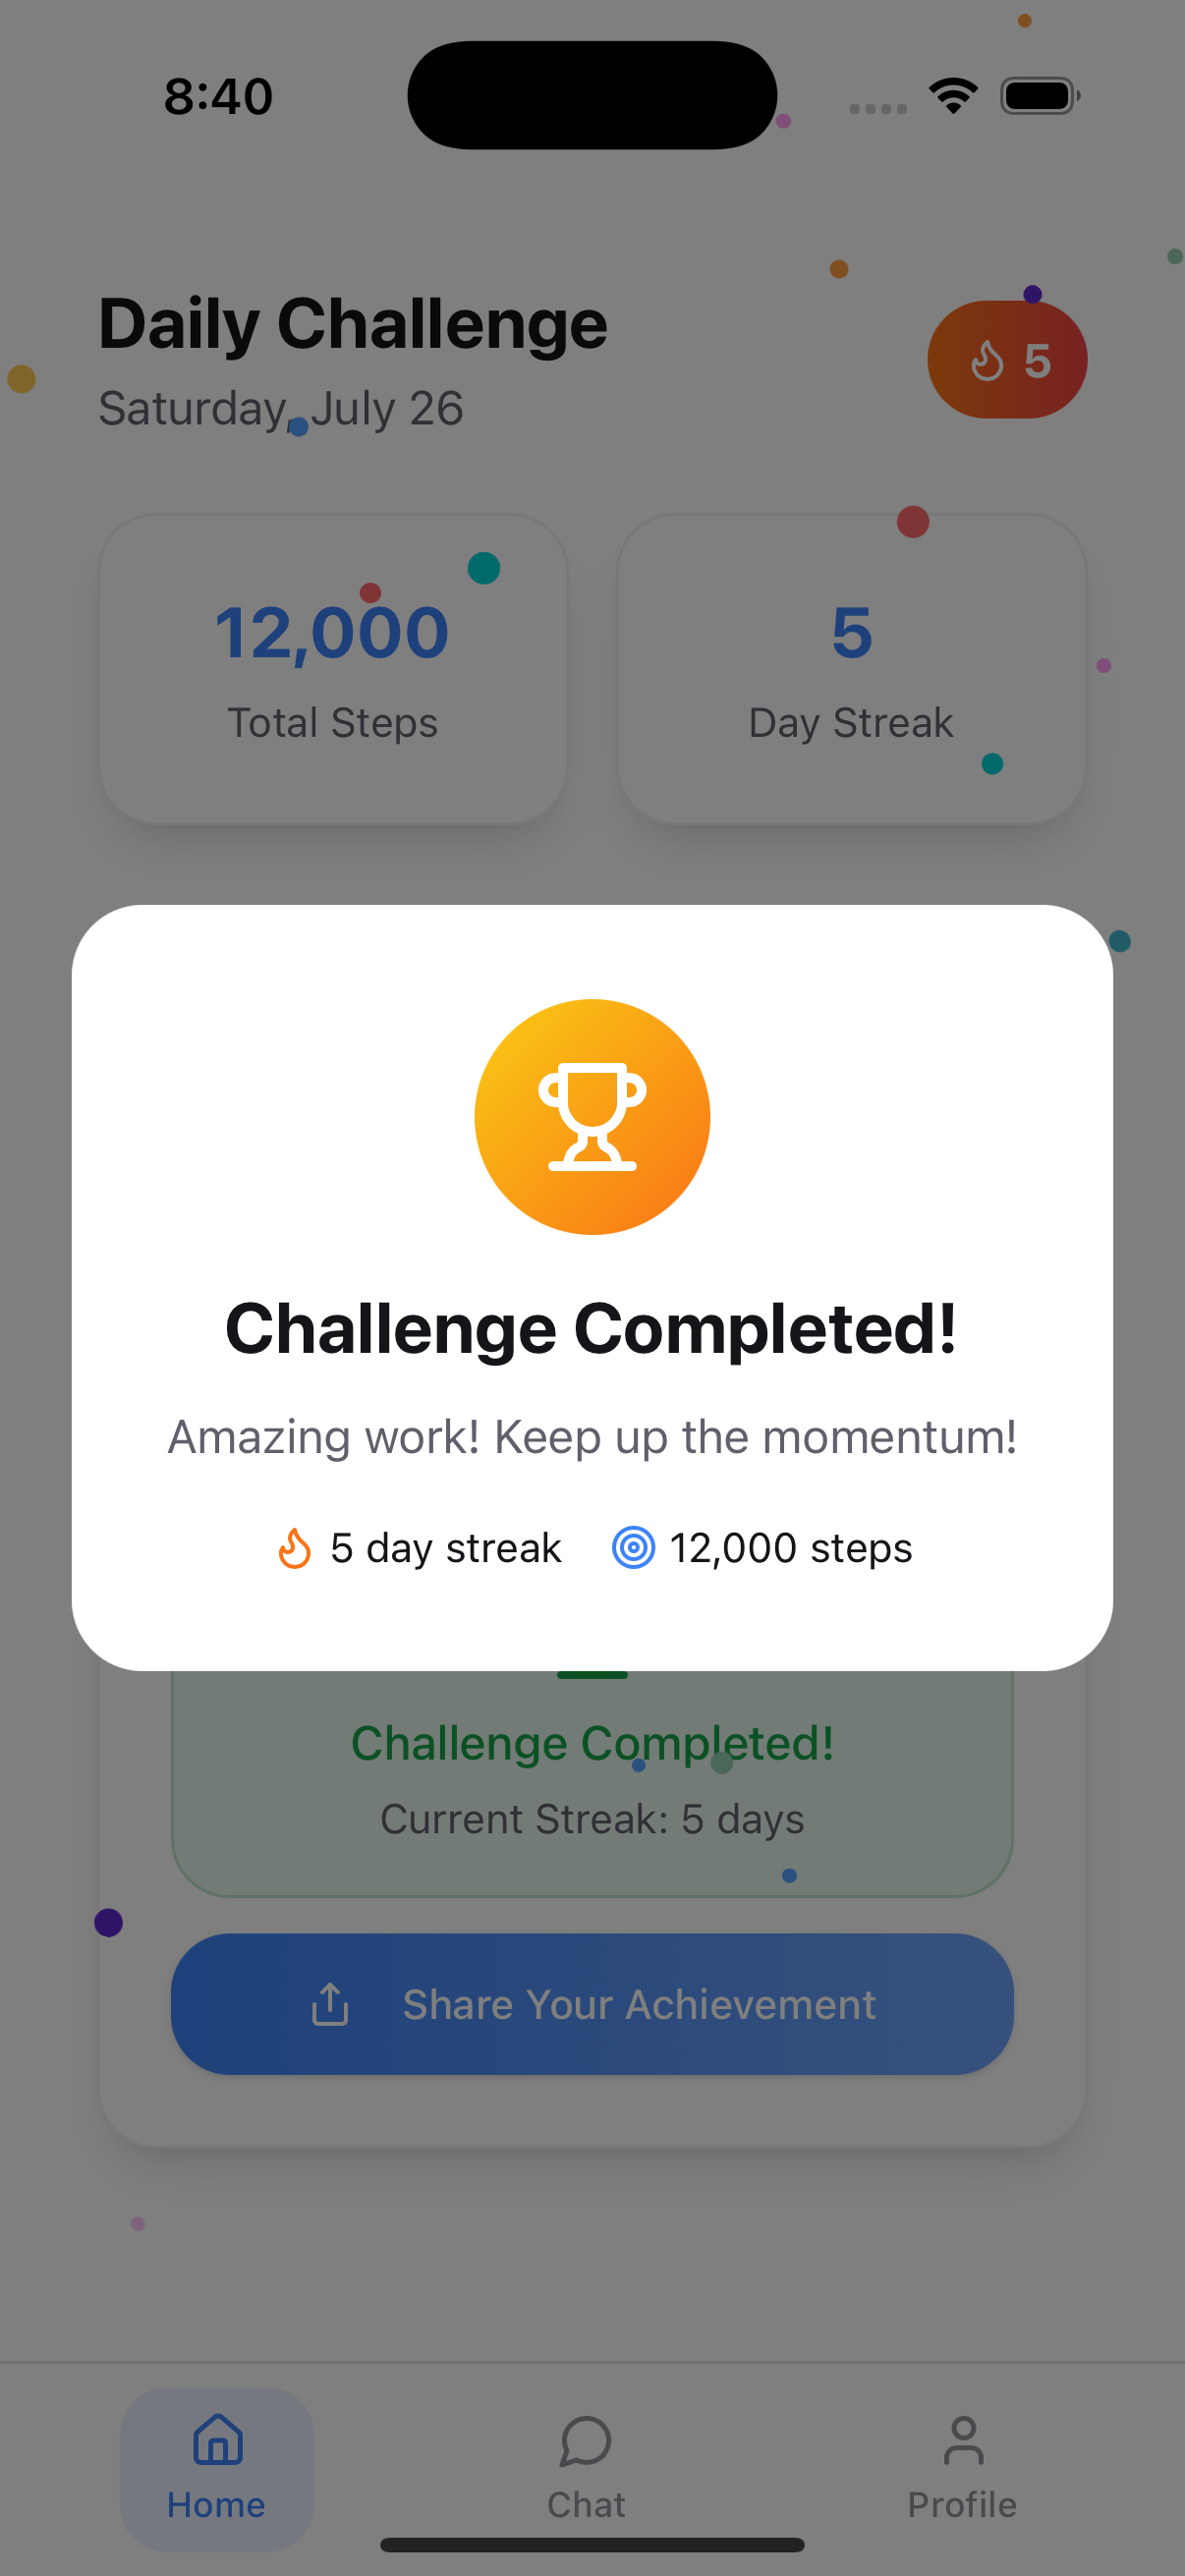 8:40
Daily Challenge
Saturday, July 26
5
12,000
Total Steps
5
Day Streak
Challenge Completed!
Amazing work! Keep up the momentum!
5 day streak
12,000 steps
Challenge Completed!
Current Streak: 5 days
Share Your Achievement
Home
Chat
Profile